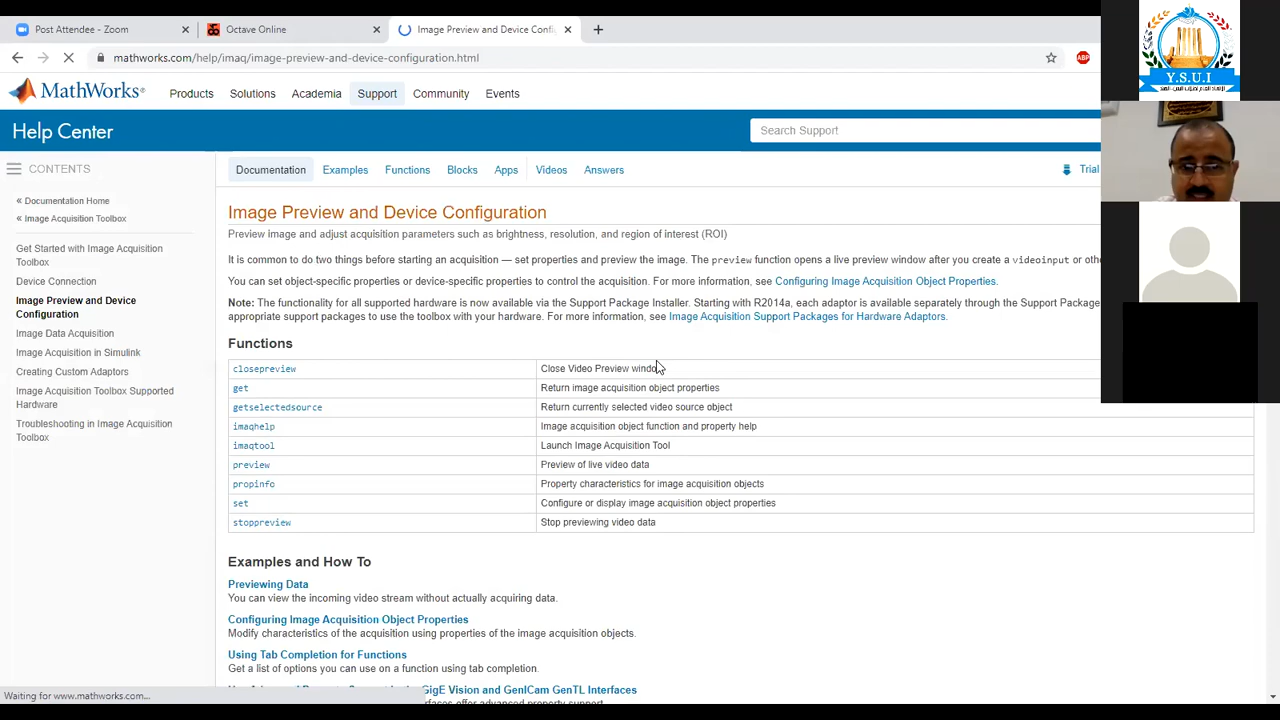 Post Attendee - Zoom
Octave Online
Image Preview and Device Config
mathworks.com/help/imaq/image-preview-and-device-configuration.html
ABP
MathWorks®
Products Solutions Academia Support Community Events
Help Center
Search Support!
CONTENTS
Documentation Examples Functions Blocks Apps Videos Answers
Trial
« Documentation Home
« Image Acquisition Toolbox
Get Started with Image Acquisition
Toolbox
Device Connection
Image Preview and Device
Configuration
Image Data Acquisition
Image Acquisition in Simulink
Creating Custom Adaptors
Image Acquisition Toolbox Supported
Hardware
Troubleshooting in Image Acquisition
Toolbox
Image Preview and Device Configuration
Preview image and adjust acquisition parameters such as brightness, resolution, and region of interest (ROI)
It is common to do two things before starting an acquisition — set properties and preview the image. The preview function opens a live preview window after you create a videoinput or othe
You can set object-specific properties or device-specific properties to control the acquisition. For more information, see Configuring Image Acquisition Object Properties.
Note: The functionality for all supported hardware is now available via the Support Package Installer. Starting with R2014a, each adaptor is available separately through the Support Package
appropriate support packages to use the toolbox with your hardware. For more information, see Image Acquisition Support Packages for Hardware Adaptors.
Functions
closepreview Close Video Preview window
get Return image acquisition object properties
getselectedsource Return currently selected video source object
imaqhelp Image acquisition object function and property help
imaqtool Launch Image Acquisition Tool
preview Preview of live video data
propinfo Property characteristics for image acquisition objects
set Configure or display image acquisition object properties
stoppreview Stop previewing video data
Examples and How To
Previewing Data
You can view the incoming video stream without actually acquiring data.
Configuring Image Acquisition Object Properties
Modify characteristics of the acquisition using properties of the image acquisition objects.
Using Tab Completion for Functions
Get a list of options you can use on a function using tab completion.
GigE Vision and GenICam GenTL Interfaces
Waiting for www.mathworks.com...
Y.S.U.I